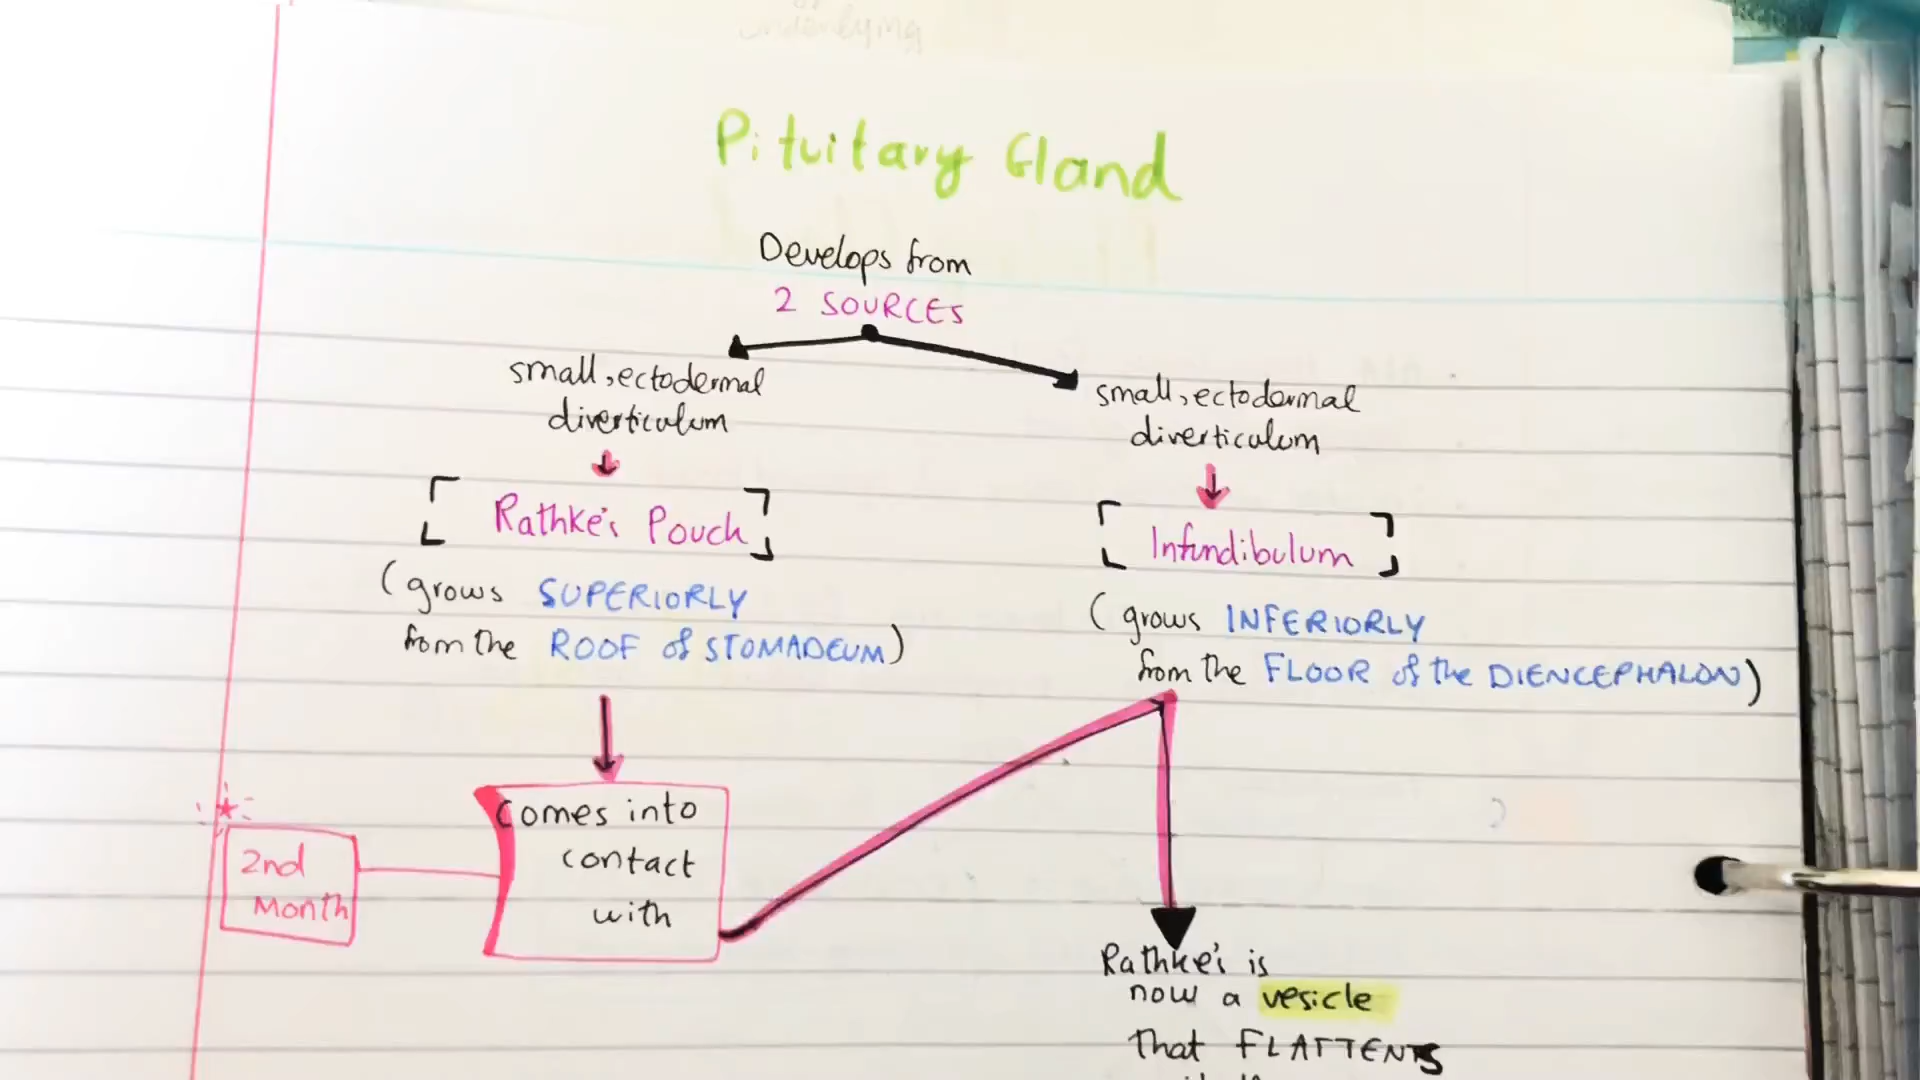 underlying
Pituitary Gland
Develops from
2 SOURCES
small, ectodermal
diverticulum
Rathke's Pouch
(grows SUPERIORLY
from the ROOF of STOMADEUM)
small, ectodermal
diverticulum
Infundibulum
(grows INFERIORLY
from the FLOOR of the DIENCEPHALON)
2nd
Month
comes into
contact
with
Rathke's is
now a vesicle
that FLATTENS